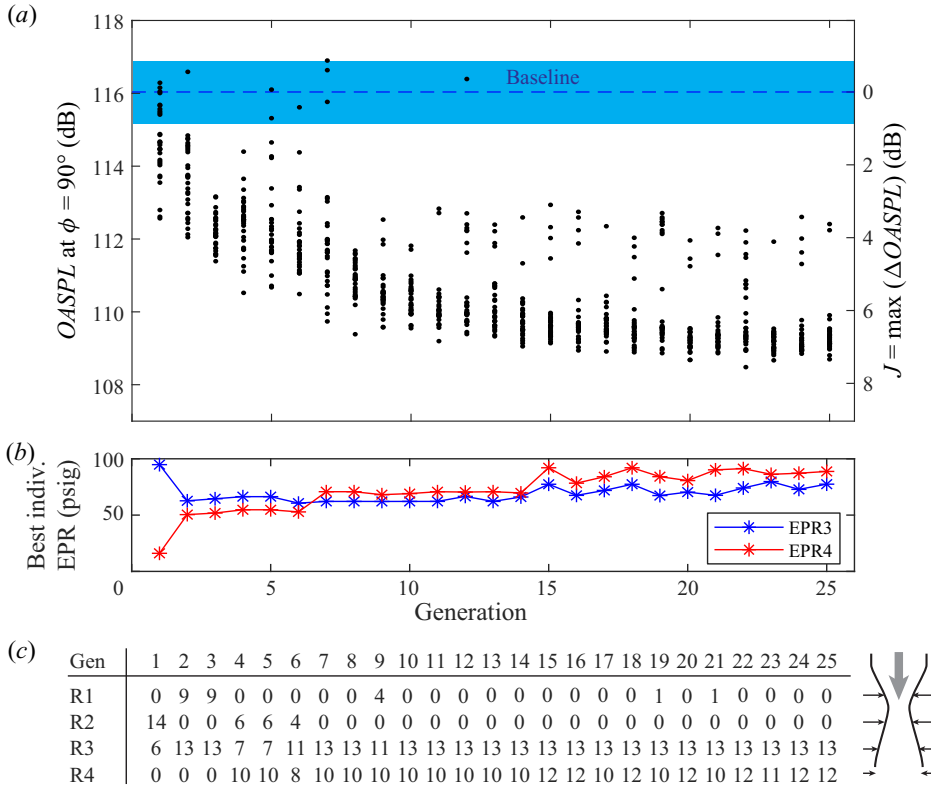 (a)
118
116
114
112
110
108
OASPL at ϕ = 90° (dB)
Baseline
0
2
4
6
8
J = max (ΔOASPL) (dB)
(b)
100
50
0
Best indiv.
EPR (psig)
EPR3
EPR4
5 10 15 20 25
Generation
(c)
Gen 1 2 3 4 5 6 7 8 9 10 11 12 13 14 15 16 17 18 19 20 21 22 23 24 25
R1 0 9 9 0 0 0 0 0 4 0 0 0 0 0 0 0 0 0 1 0 1 0 0 0 0
R2 14 0 0 6 6 4 0 0 0 0 0 0 0 0 0 0 0 0 0 0 0 0 0 0 0
R3 6 13 13 7 7 11 13 13 11 13 13 13 13 13 13 13 13 13 13 13 13 13 13 13 13
R4 0 0 0 10 10 8 10 10 10 10 10 10 10 10 12 12 10 12 10 12 10 12 11 12 12